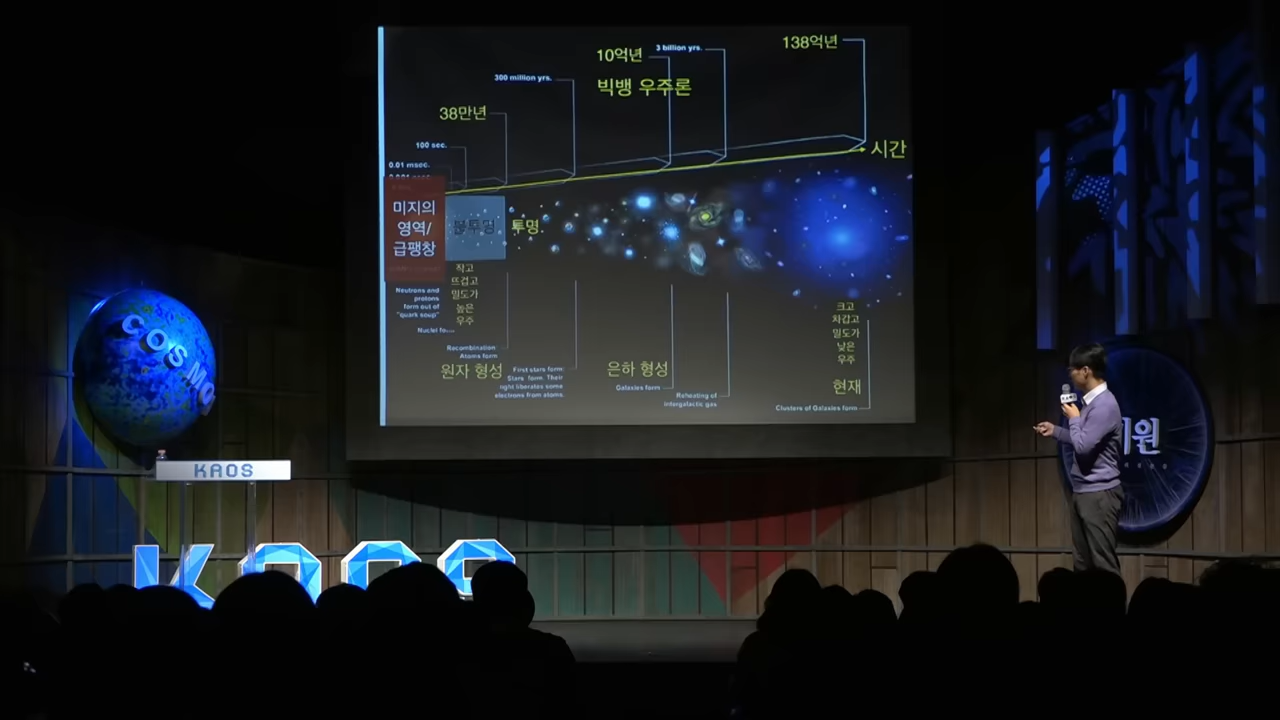 138억년
10억년
3 billion yrs.
300 million yrs.
빅뱅 우주론
38만년
100 sec.
0.01 msec.
시간
미지의
영역/
급팽창
불투명
투명
작고
뜨겁고
밀도가
높은
우주
Neutrons and
protons
form out of
"quark soup"
Recombination
Atoms form
원자 형성
First stars form.
Stars form. Their
light liberates some
electrons from atoms.
은하 형성
Galaxies form
Reheating of
intergalactic gas
크고
차갑고
밀도가
낮은
우주
현재
Clusters of Galaxies form
COSMO
KAOS
KAOS